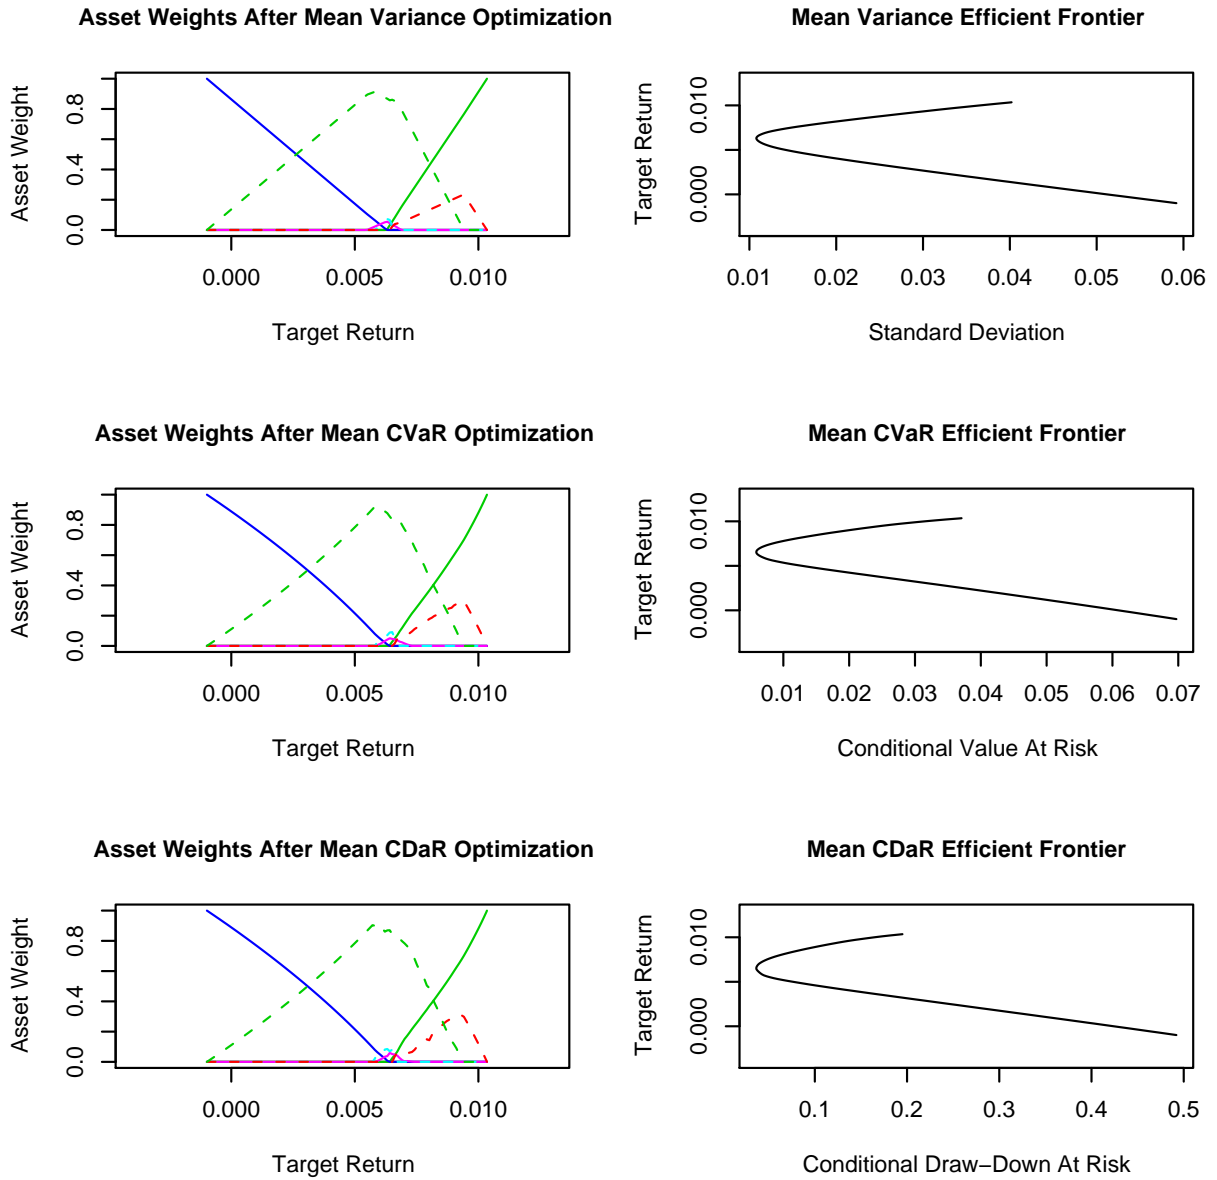 Asset Weights After Mean Variance Optimization
Asset Weight
0.0 0.4 0.8
0.000 0.005 0.010
Target Return
Mean Variance Efficient Frontier
Target Return
0.000 0.010
0.01 0.02 0.03 0.04 0.05 0.06
Standard Deviation
Asset Weights After Mean CVaR Optimization
Asset Weight
0.0 0.4 0.8
0.000 0.005 0.010
Target Return
Mean CVaR Efficient Frontier
Target Return
0.000 0.010
0.01 0.02 0.03 0.04 0.05 0.06 0.07
Conditional Value At Risk
Asset Weights After Mean CDaR Optimization
Asset Weight
0.0 0.4 0.8
0.000 0.005 0.010
Target Return
Mean CDaR Efficient Frontier
Target Return
0.000 0.010
0.1 0.2 0.3 0.4 0.5
Conditional Draw−Down At Risk